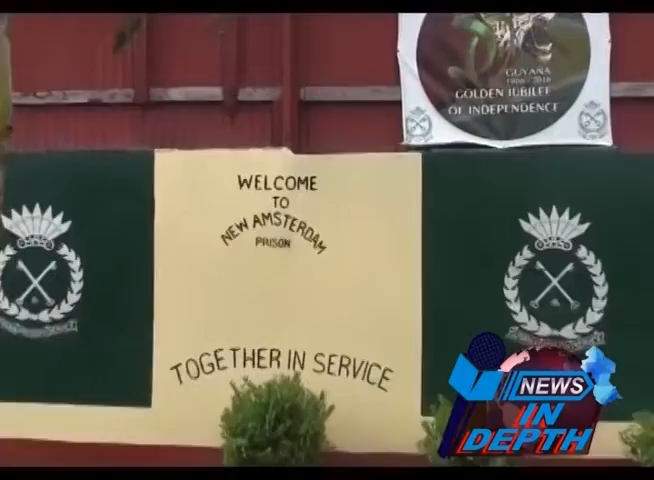 GUYANA
GOLDEN JUBILEE
OF INDEPENDENCE
WELCOME
TO
NEW AMSTERDAM
PRISON
TOGETHER IN SERVICE
NEWS
IN
DEPTH